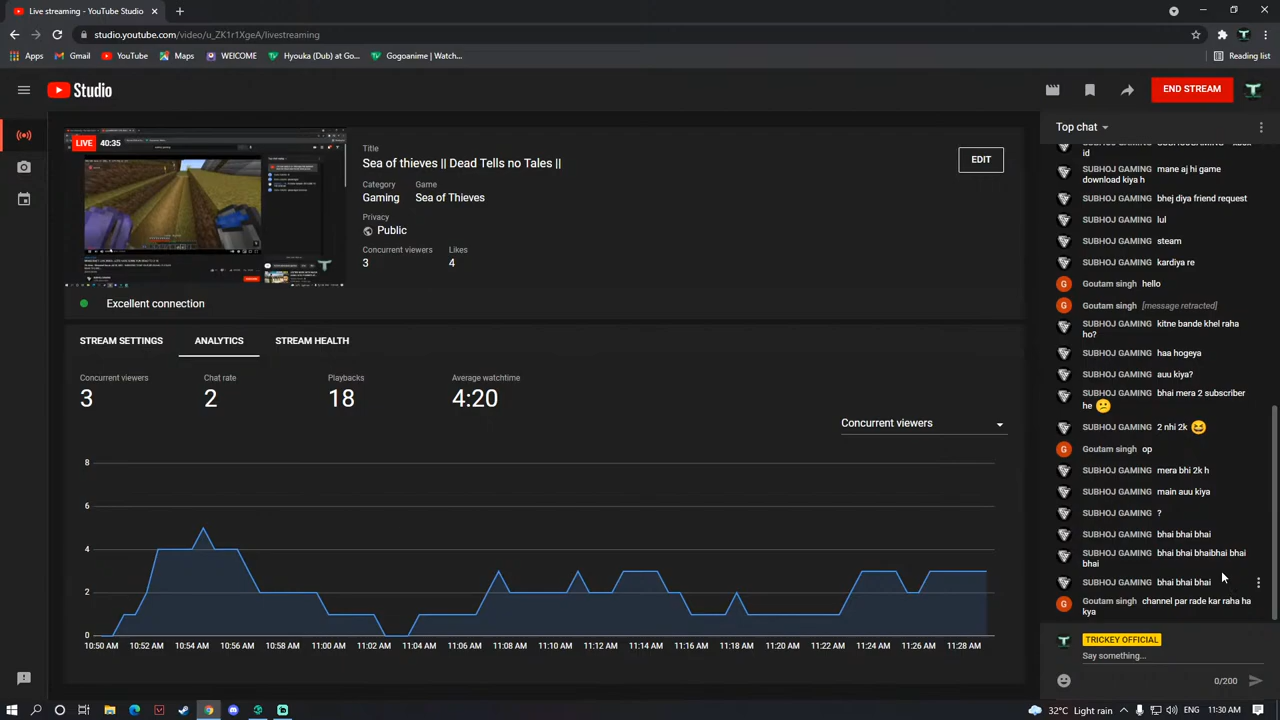 Live streaming - YouTube Studio
studio.youtube.com/video/u_ZK1r1XgeA/livestreaming
Apps Gmail YouTube Maps WElCOME Hyouka (Dub) at Go... Gogoanime | Watch... Reading list
Studio
END STREAM
LIVE 40:35
Title
Sea of thieves || Dead Tells no Tales ||
EDIT
Category Game
Gaming Sea of Thieves
Privacy
Public
Concurrent viewers Likes
3 4
Excellent connection
STREAM SETTINGS ANALYTICS STREAM HEALTH
Concurrent viewers Chat rate Playbacks Average watchtime
3 2 18 4:20
Concurrent viewers
8
6
4
2
0
10:50 AM 10:52 AM 10:54 AM 10:56 AM 10:58 AM 11:00 AM 11:02 AM 11:04 AM 11:06 AM 11:08 AM 11:10 AM 11:12 AM 11:14 AM 11:16 AM 11:18 AM 11:20 AM 11:22 AM 11:24 AM 11:26 AM 11:28 AM
Top chat
id
SUBHOJ GAMING mane aj hi game
download kiya h
SUBHOJ GAMING bhej diya friend request
SUBHOJ GAMING lul
SUBHOJ GAMING steam
SUBHOJ GAMING kardiya re
Goutam singh hello
Goutam singh [message retracted]
SUBHOJ GAMING kitne bande khel raha
ho?
SUBHOJ GAMING haa hogeya
SUBHOJ GAMING auu kiya?
SUBHOJ GAMING bhai mera 2 subscriber
he 😕
SUBHOJ GAMING 2 nhi 2k 😆
Goutam singh op
SUBHOJ GAMING mera bhi 2k h
SUBHOJ GAMING main auu kiya
SUBHOJ GAMING ?
SUBHOJ GAMING bhai bhai bhai
SUBHOJ GAMING bhai bhai bhaibhai bhai
bhai
SUBHOJ GAMING bhai bhai bhai
Goutam singh channel par rade kar raha ha
kya
TRICKEY OFFICIAL
Say something...
0/200
32°C Light rain 11:30 AM